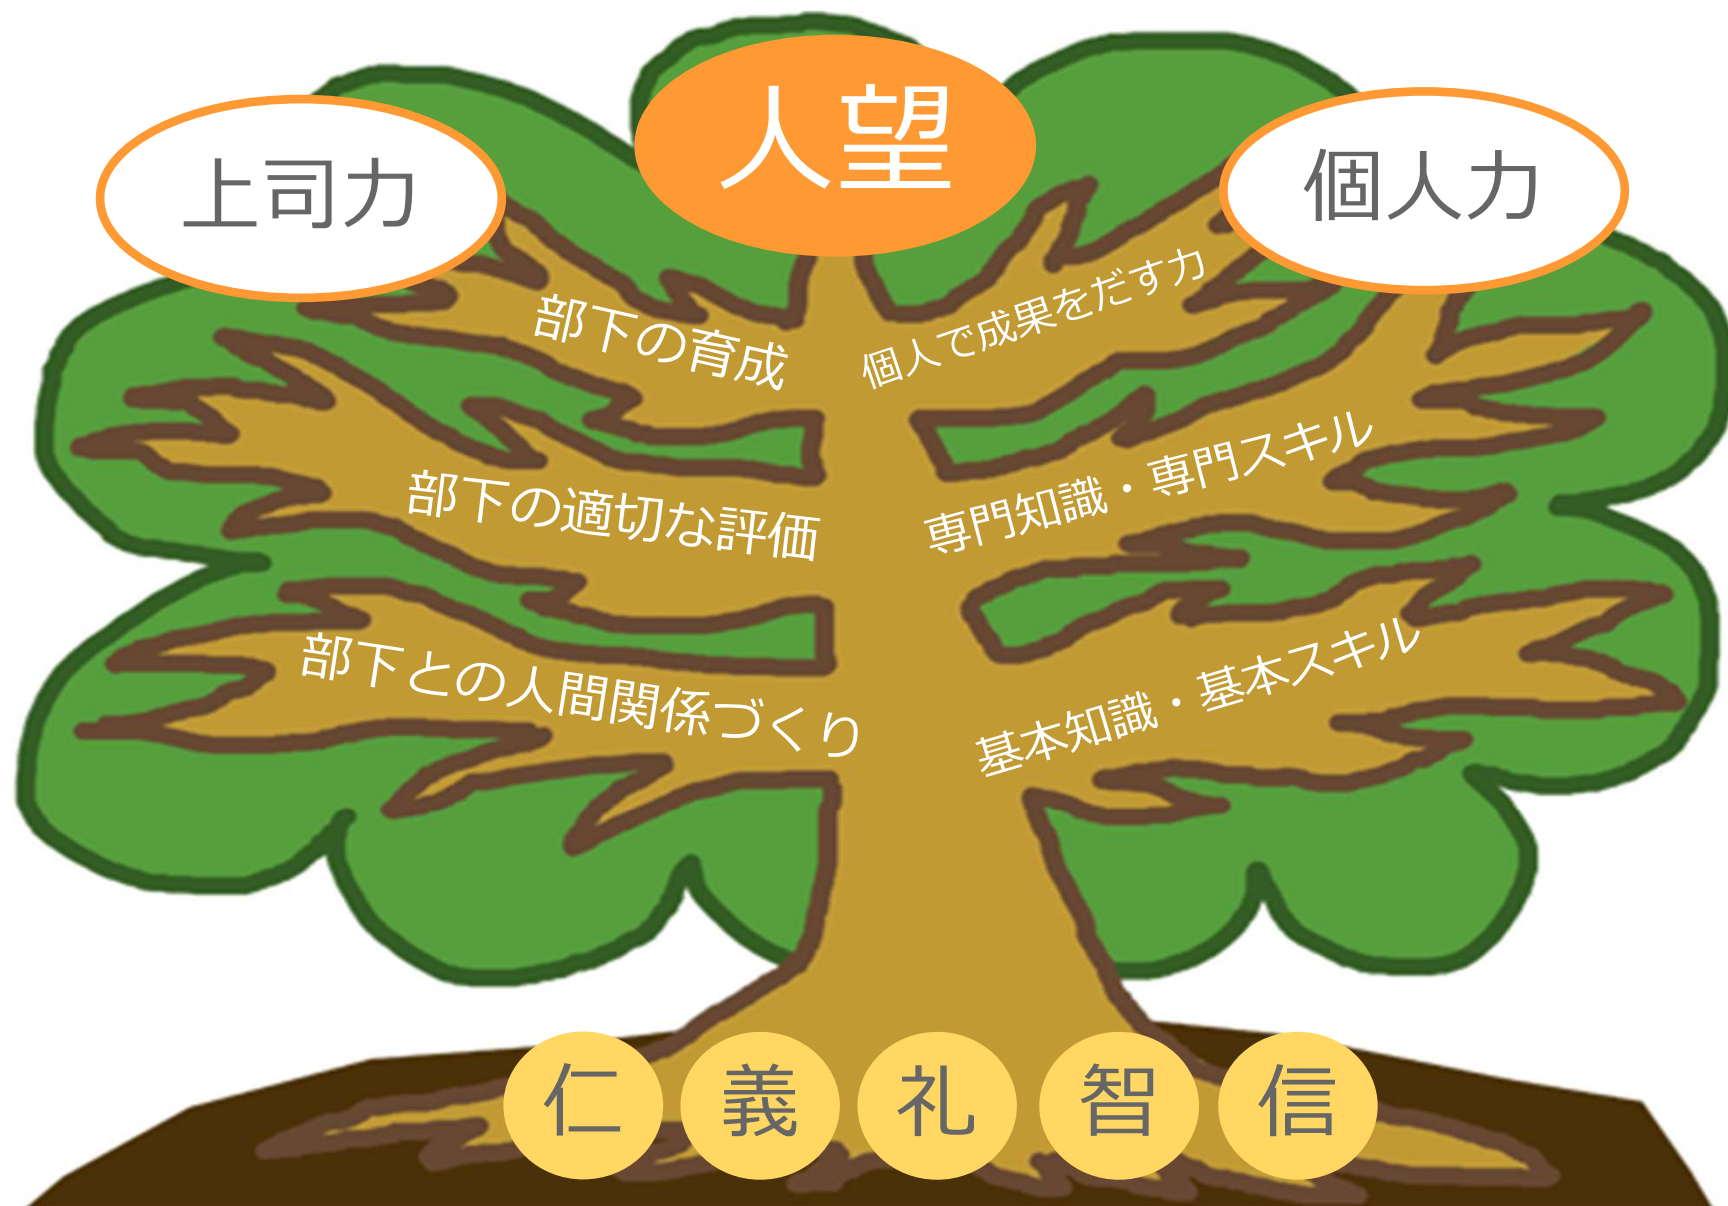 人望
上司力
個人力
部下の育成
個人で成果をだす力
部下の適切な評価
専門知識・専門スキル
部下との人間関係づくり
基本知識・基本スキル
仁
義
礼
智
信